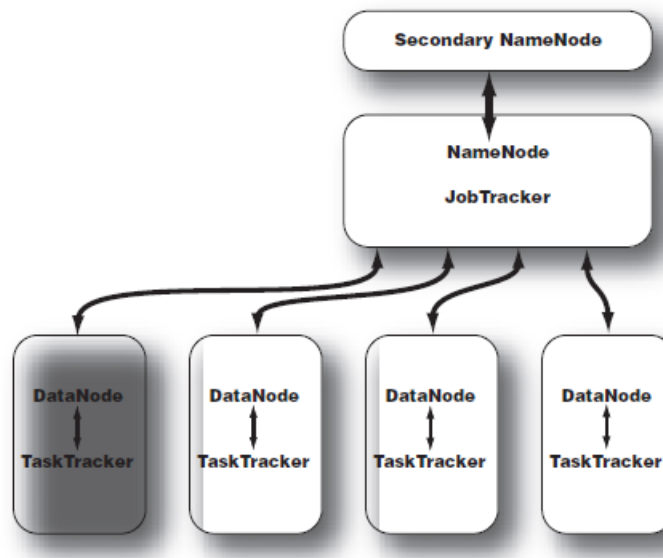 Secondary NameNode
NameNode
JobTracker
DataNode
TaskTracker
DataNode
TaskTracker
DataNode
TaskTracker
DataNode
TaskTracker